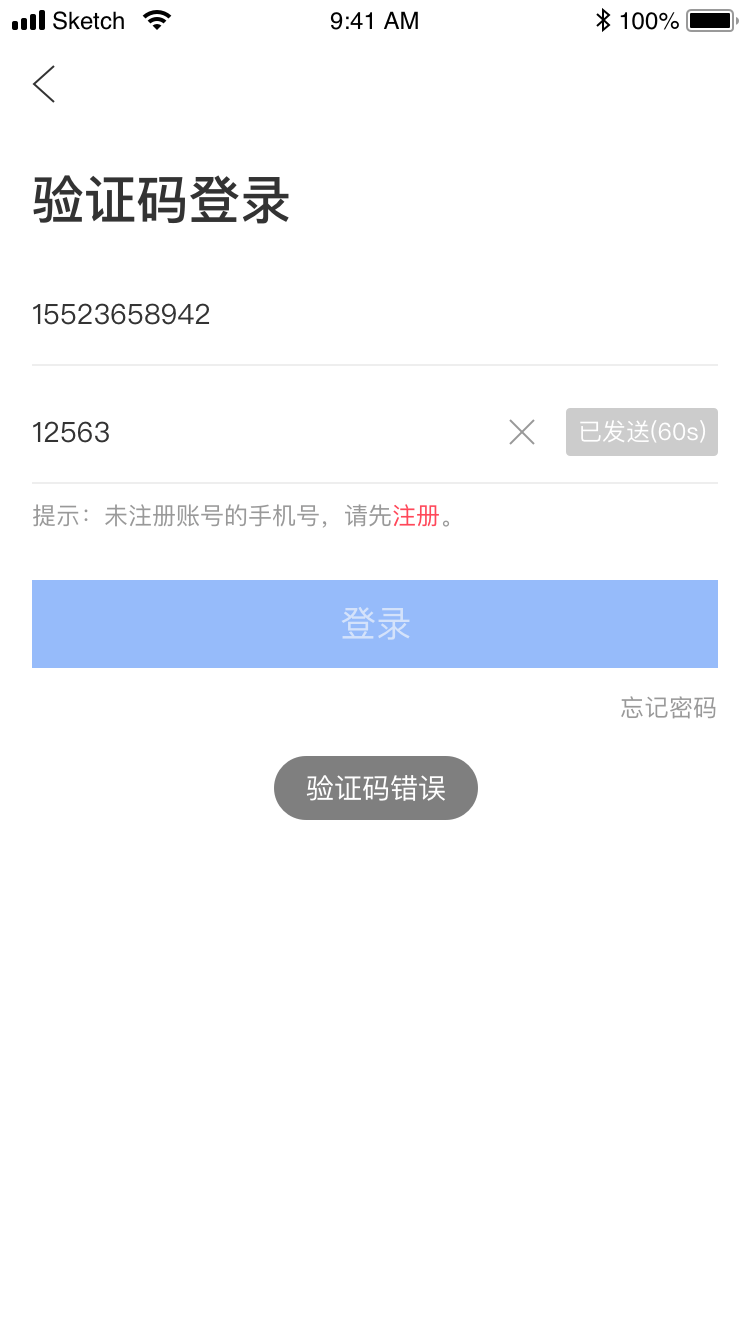 Sketch 9:41 AM 100%
验证码登录
15523658942
12563 已发送(60s)
提示：未注册账号的手机号，请先注册。
登录
忘记密码
验证码错误